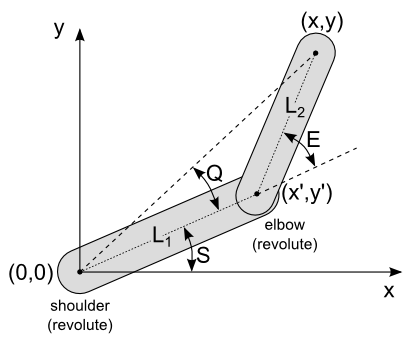 (x,y)
y
L2
E
Q
(x',y')
L1
elbow
(revolute)
S
(0,0)
x
shoulder
(revolute)